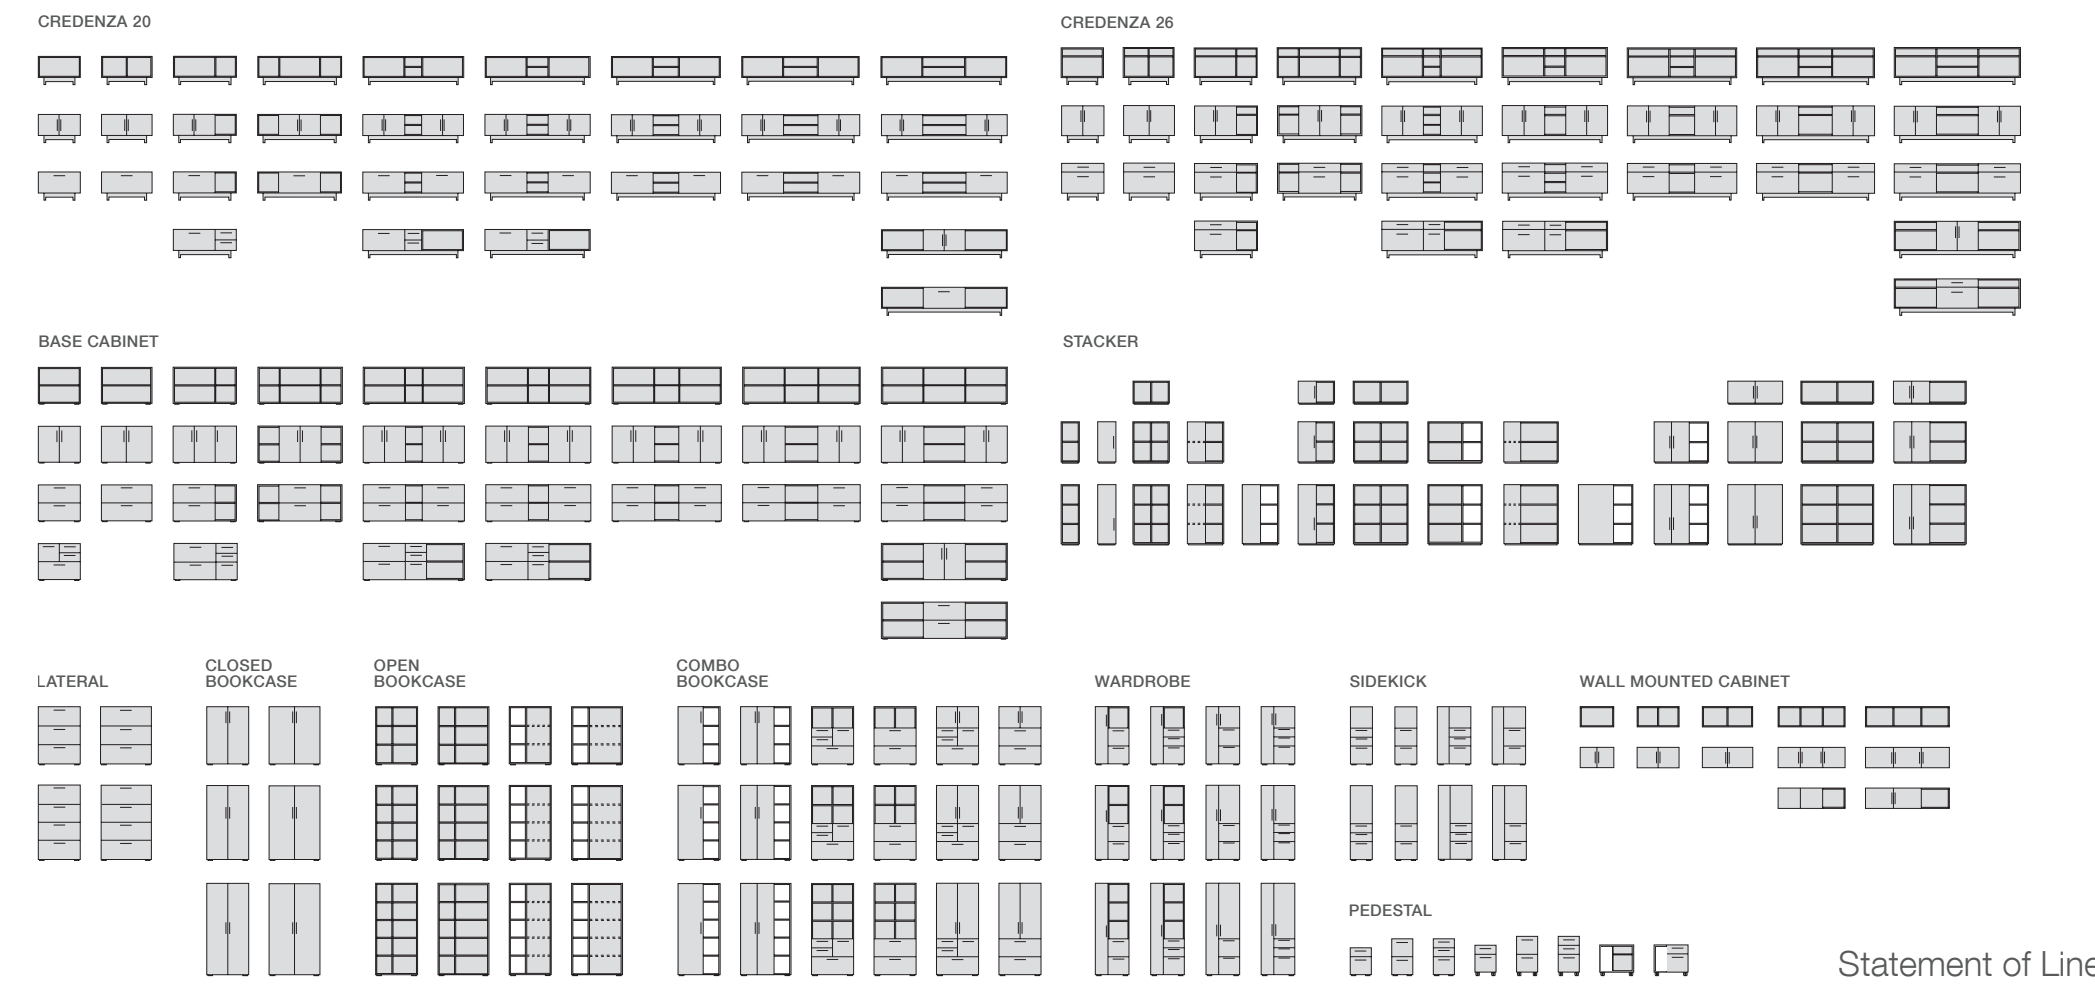 CREDENZA 20
CREDENZA 26
BASE CABINET
STACKER
LATERAL
CLOSED
BOOKCASE
OPEN
BOOKCASE
COMBO
BOOKCASE
WARDROBE
SIDEKICK
WALL MOUNTED CABINET
PEDESTAL
Statement of Line